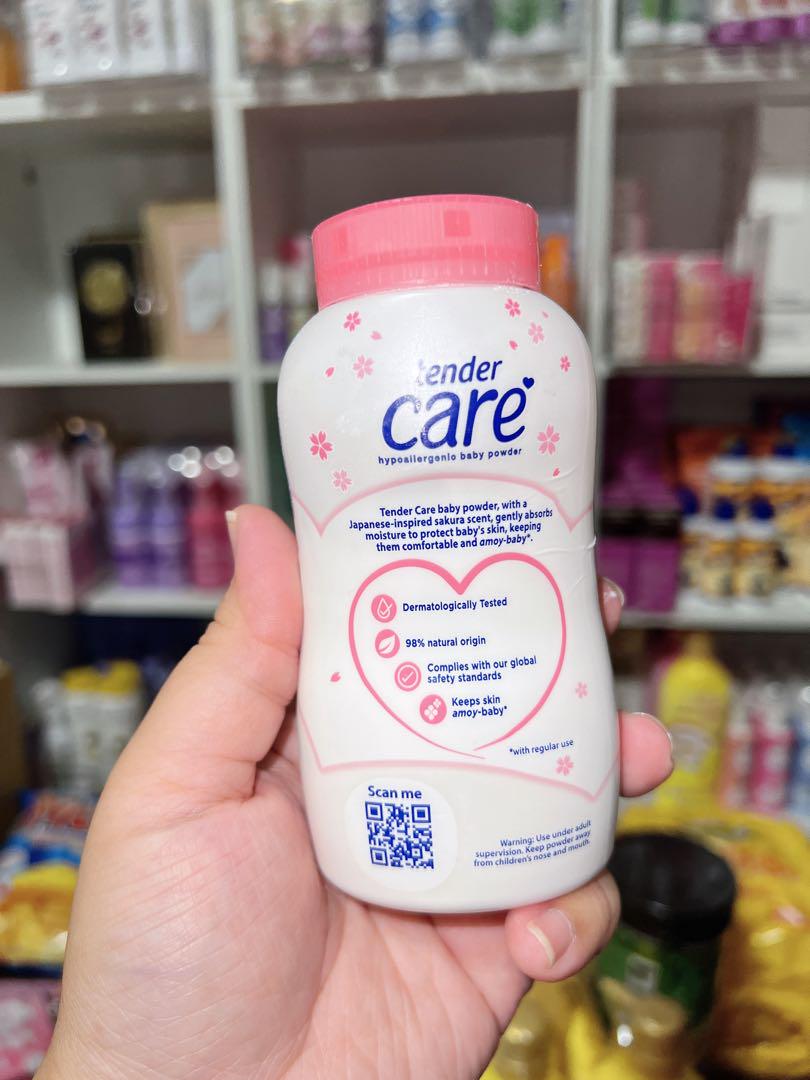 tender
care
hypoallergenic baby powder
Tender Care baby powder, with a
Japanese-inspired sakura scent, gently absorbs
moisture to protect baby's skin, keeping
them comfortable and amoy-baby*.
Dermatologically Tested
98% natural origin
Complies with our global
safety standards
Keeps skin
amoy-baby*
*with regular use
Scan me
Warning: Use under adult
supervision. Keep powder away
from children's nose and mouth.